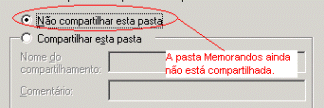 Não compartilhar esta pasta
Compartilhar esta pasta
Nome do
compartilhamento:
A pasta Memorandos ainda
não está compartilhada.
Comentário: